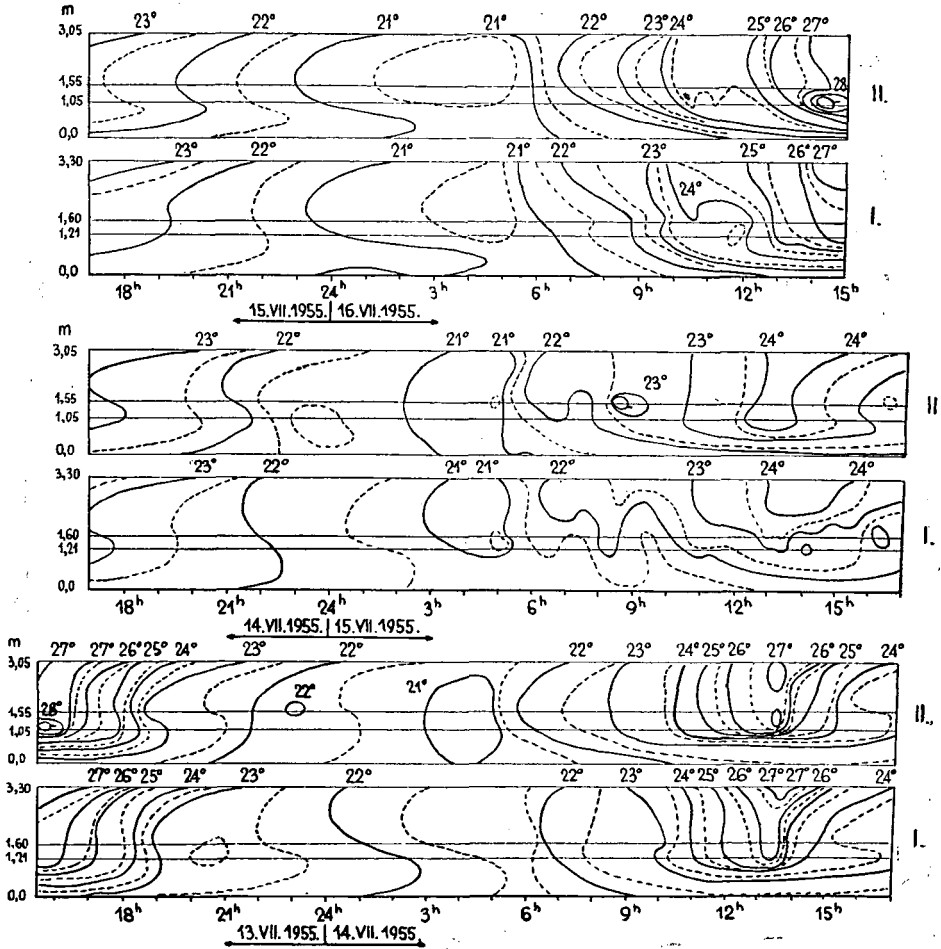 m 23° 22° 21° 21° 22° 23° 24° 25° 26° 27°
3,05
1,55 28
1,05 II.
0,0
23° 22° 21° 21° 22° 23° 25° 26° 27°
3,30
24°
1,60 I.
1,21
0,0
18h 21h 24h 3h 6h 9h 12h 15h
15.VII.1955. 16.VII.1955.
m 23° 22° 21° 21° 22° 23° 24° 24°
3,05
23°
1,55 II
1,05
0,0
23° 22° 21° 21° 22° 23° 24° 24°
3,30
1,60 I.
1,21
0,0
18h 21h 24h 3h 6h 9h 12h 15h
14.VII.1955. 15.VII.1955.
m 27° 27° 26° 25° 24° 23° 22° 22° 23° 24° 25° 26° 27° 26° 25° 24°
3,05
28° 22° 21°
1,55 II.
1,05
0,0
27° 26° 25° 24° 23° 22° 22° 23° 24° 25° 26° 27° 27° 26° 24°
3,30
1,60 I.
1,21
0,0
18h 21h 24h 3h 6h 9h 12h 15h
13.VII.1955. 14.VII.1955